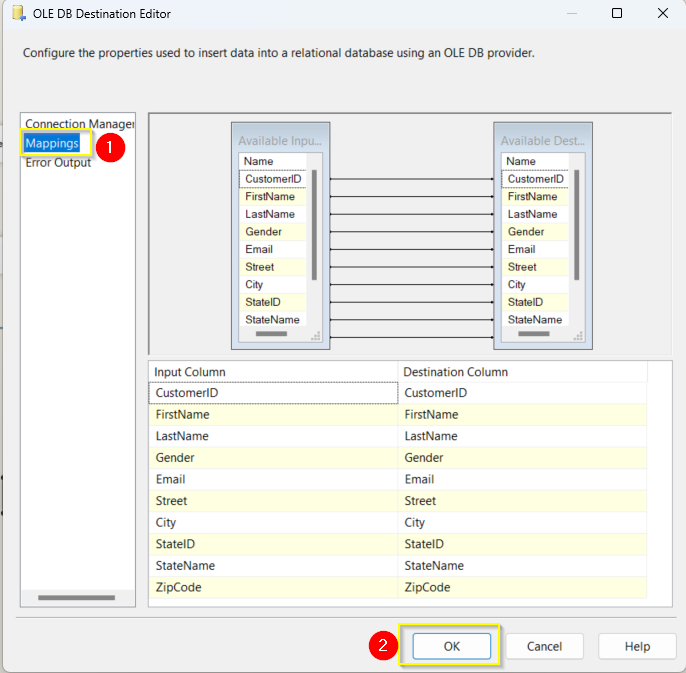 OLE DB Destination Editor
Configure the properties used to insert data into a relational database using an OLE DB provider.
Connection Manager
Mappings
1
Error Output
Available Inpu...
Name
CustomerID
FirstName
LastName
Gender
Email
Street
City
StateID
StateName
Available Dest...
Name
CustomerID
FirstName
LastName
Gender
Email
Street
City
StateID
StateName
Input Column Destination Column
CustomerID CustomerID
FirstName FirstName
LastName LastName
Gender Gender
Email Email
Street Street
City City
StateID StateID
StateName StateName
ZipCode ZipCode
2 OK Cancel Help